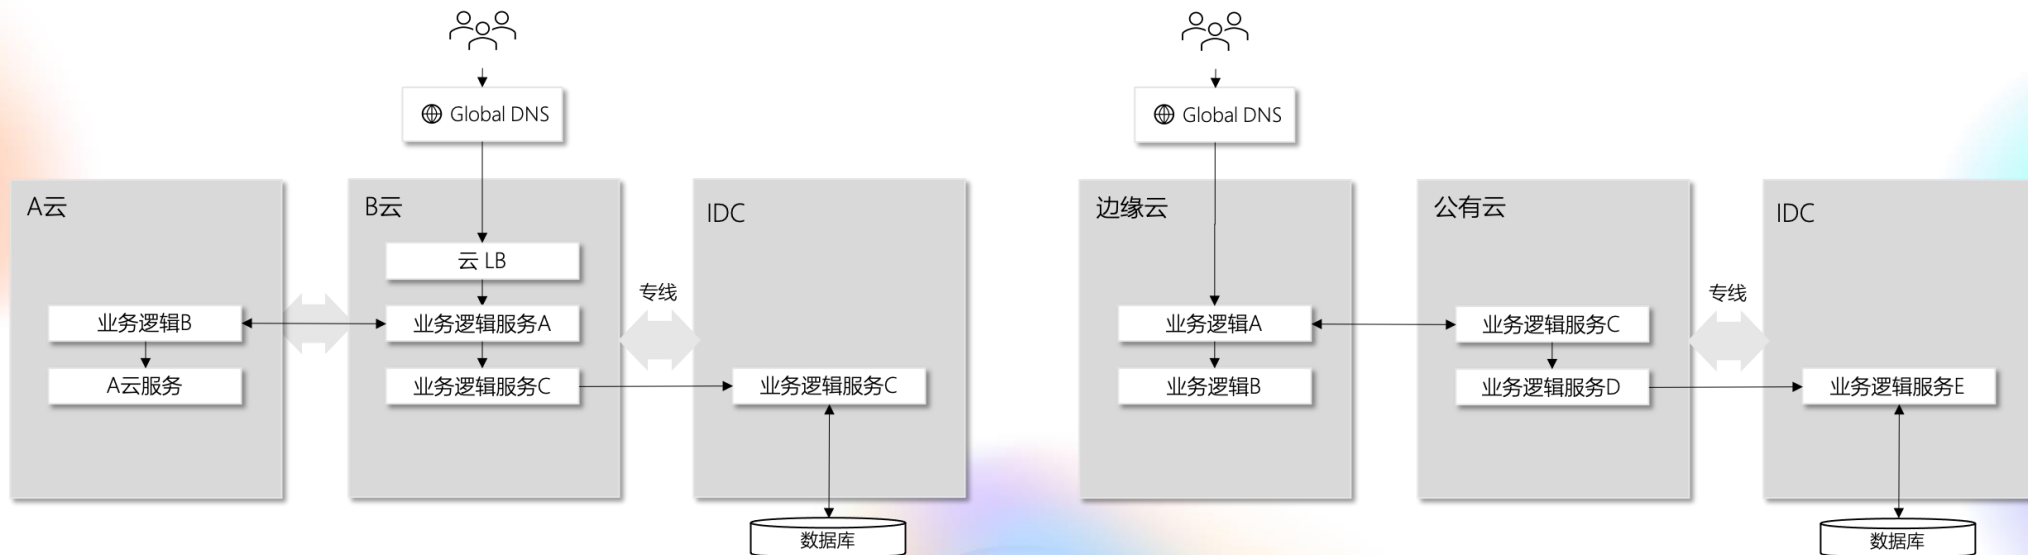 Global DNS
A云
B云
IDC
云 LB
专线
业务逻辑B
业务逻辑服务A
A云服务
业务逻辑服务C
业务逻辑服务C
数据库
Global DNS
边缘云
公有云
IDC
专线
业务逻辑A
业务逻辑服务C
业务逻辑B
业务逻辑服务D
业务逻辑服务E
数据库